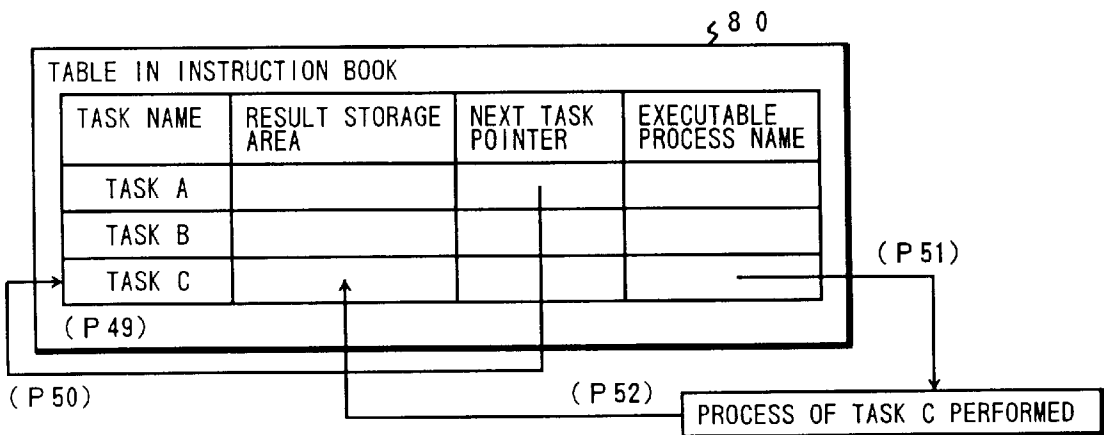 80
TABLE IN INSTRUCTION BOOK
TASK NAME
RESULT STORAGE
AREA
NEXT TASK
POINTER
EXECUTABLE
PROCESS NAME
TASK A
TASK B
TASK C
(P51)
(P49)
(P50)
(P52)
PROCESS OF TASK C PERFORMED